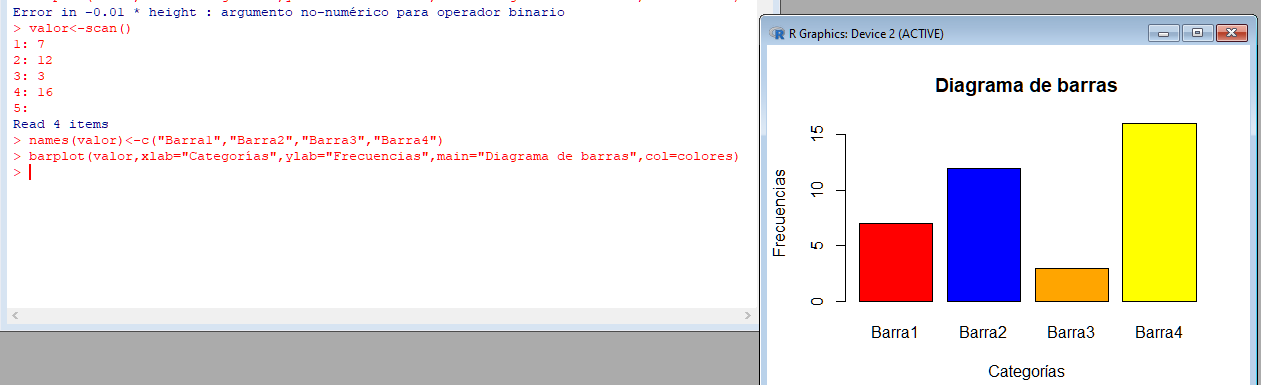 Error in -0.01 * height : argumento no-numérico para operador binario
> valor<-scan()
1: 7
2: 12
3: 3
4: 16
5:
Read 4 items
> names(valor)<-c("Barra1","Barra2","Barra3","Barra4")
> barplot(valor,xlab="Categorías",ylab="Frecuencias",main="Diagrama de barras",col=colores)
>
R Graphics: Device 2 (ACTIVE)
Diagrama de barras
Frecuencias
15
10
5
0
Barra1 Barra2 Barra3 Barra4
Categorías